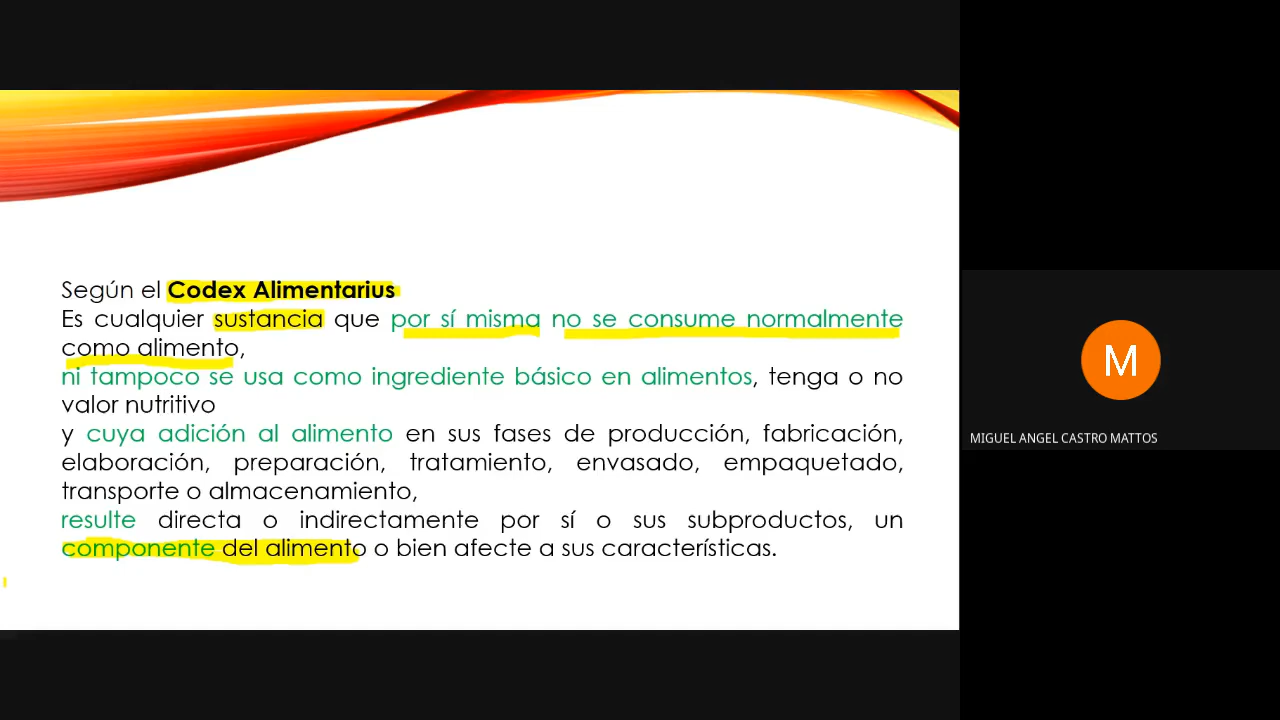 Según el Codex Alimentarius
Es cualquier sustancia que por sí misma no se consume normalmente
como alimento,
ni tampoco se usa como ingrediente básico en alimentos, tenga o no
valor nutritivo
y cuya adición al alimento en sus fases de producción, fabricación,
elaboración, preparación, tratamiento, envasado, empaquetado,
transporte o almacenamiento,
resulte directa o indirectamente por sí o sus subproductos, un
componente del alimento o bien afecte a sus características.
M
MIGUEL ANGEL CASTRO MATTOS